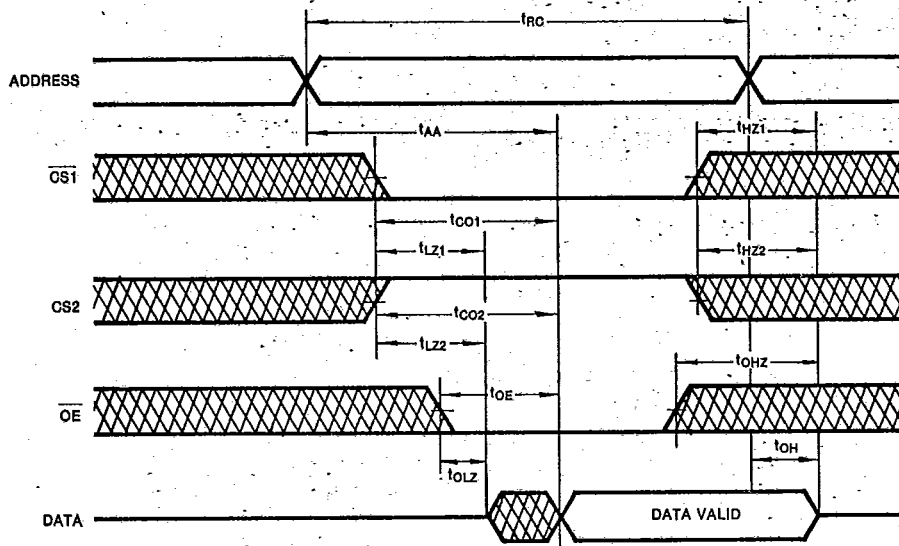 tRC
ADDRESS
tAA
tHZ1
CS1
tCO1
tLZ1
tHZ2
CS2
tCO2
tLZ2
tOHZ
tOE
OE
tOH
tOLZ
DATA
DATA VALID